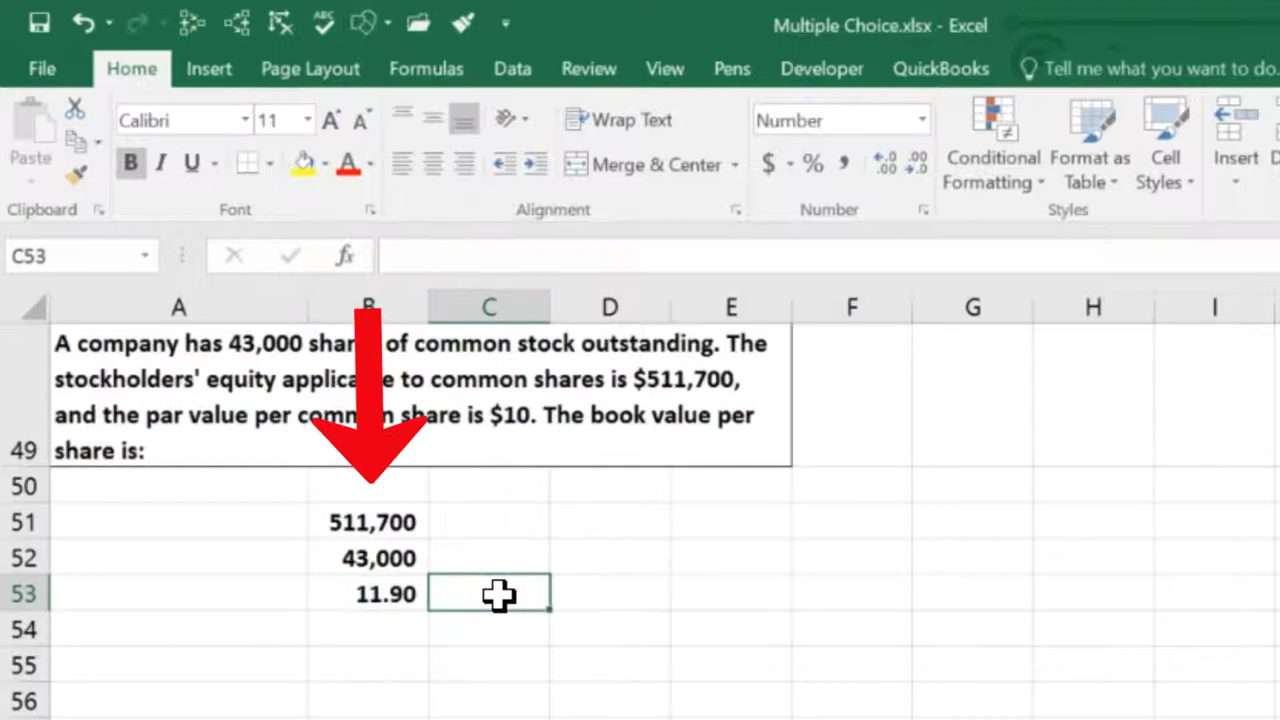 Multiple Choice.xlsx - Excel
File Home Insert Page Layout Formulas Data Review View Pens Developer QuickBooks Tell me what you want to do.
Calibri 11 Wrap Text Number
Paste B I U A Merge & Center $ % , Conditional Formatting Format as Table Cell Styles Insert
Clipboard Font Alignment Number Styles
C53 fx
A B C D E F G H I
A company has 43,000 shares of common stock outstanding. The
stockholders' equity applicable to common shares is $511,700,
and the par value per common share is $10. The book value per
49 share is:
50
51 511,700
52 43,000
53 11.90
54
55
56